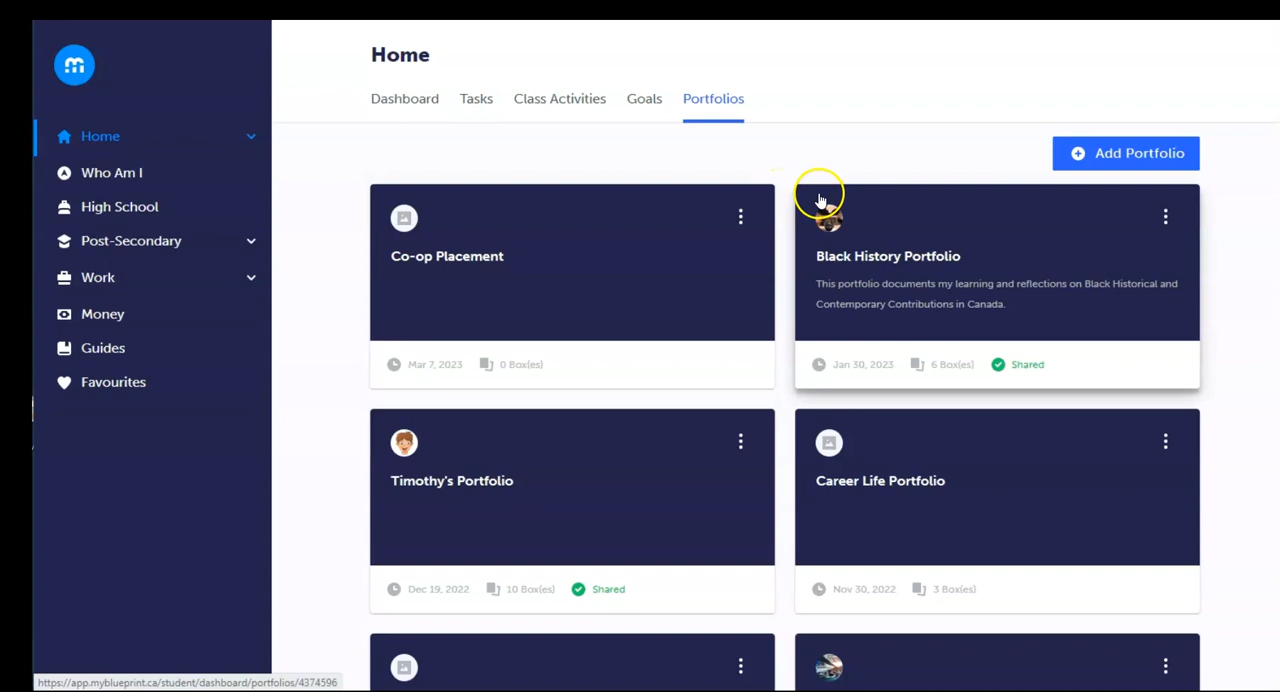 Home
Dashboard Tasks Class Activities Goals Portfolios
Home
Who Am I
High School
Post-Secondary
Work
Money
Guides
Favourites
Add Portfolio
Co-op Placement
Mar 7, 2023 0 Box(es)
Black History Portfolio
This portfolio documents my learning and reflections on Black Historical and
Contemporary Contributions in Canada.
Jan 30, 2023 6 Box(es) Shared
Timothy's Portfolio
Dec 19, 2022 10 Box(es) Shared
Career Life Portfolio
Nov 30, 2022 3 Box(es)
https://app.myblueprint.ca/student/dashboard/portfolios/4374596